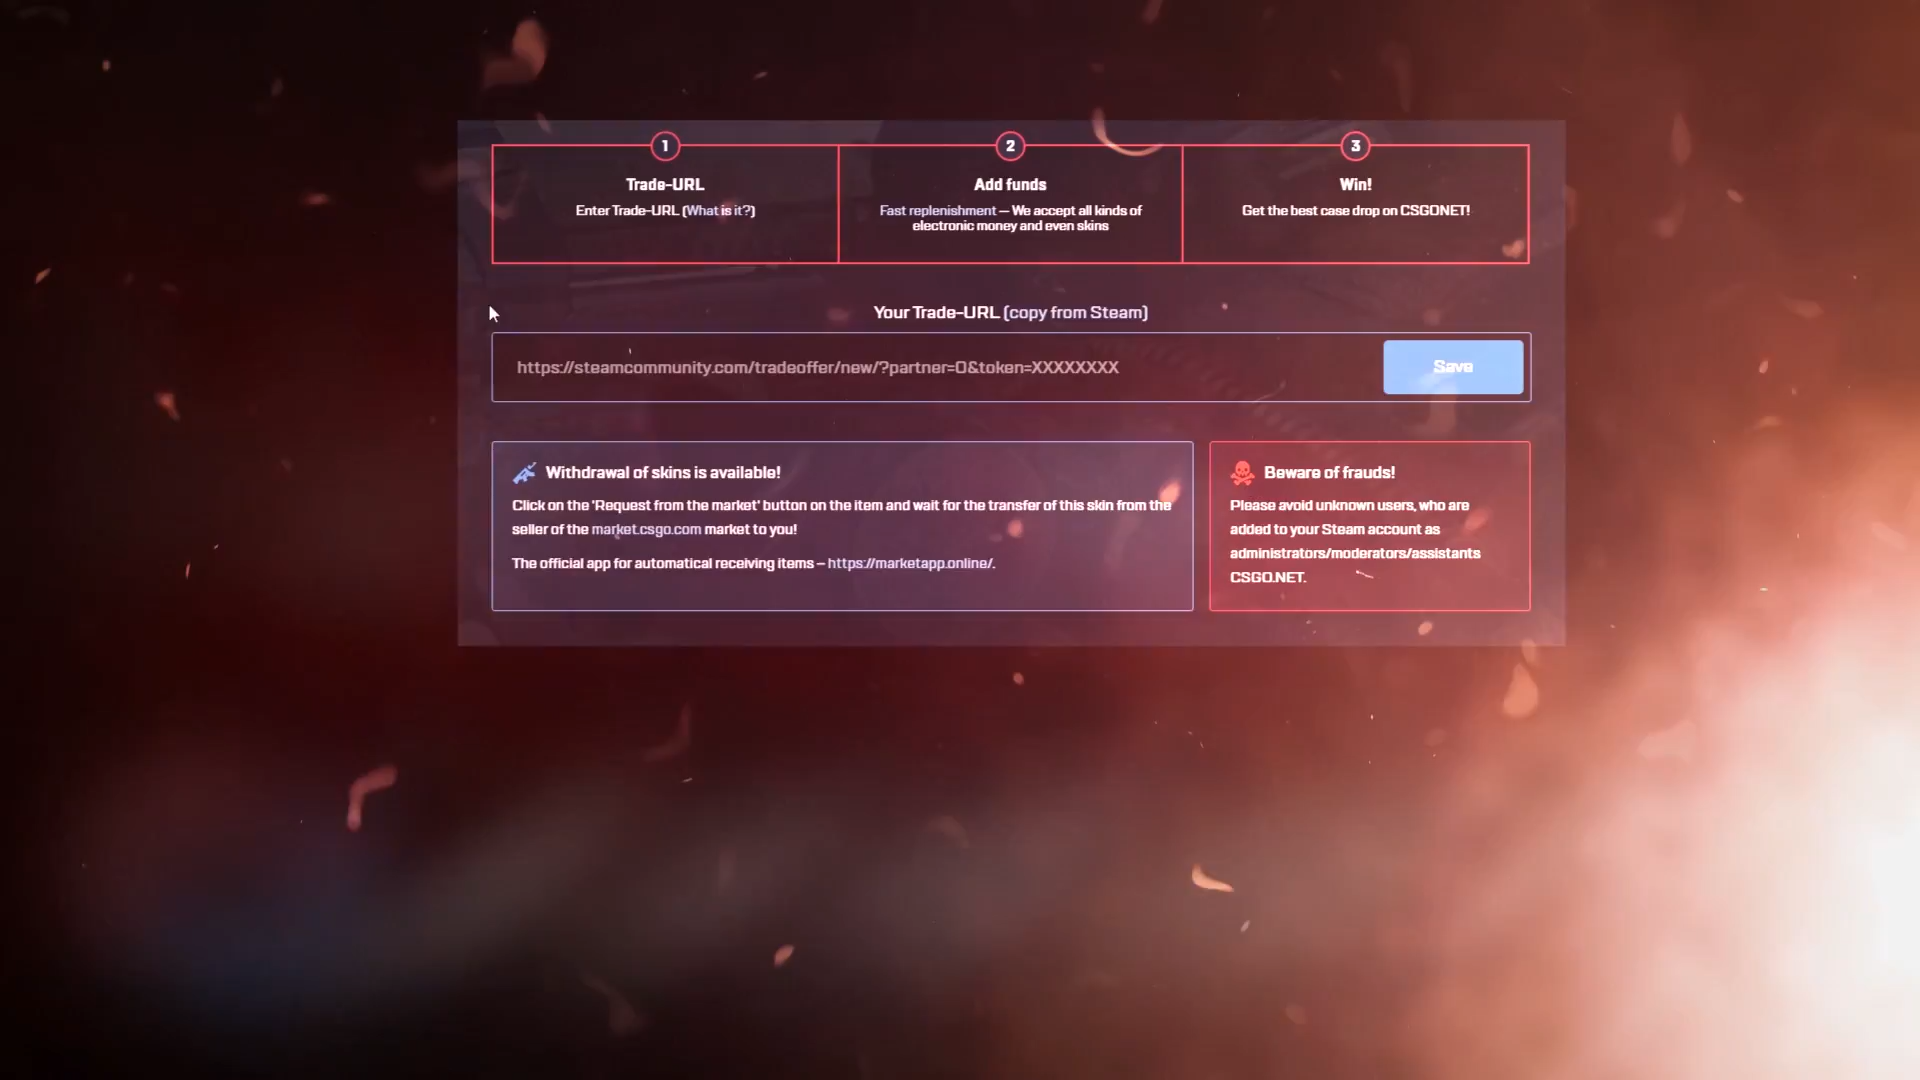 1
Trade-URL
Enter Trade-URL (What is it?)
2
Add funds
Fast replenishment — We accept all kinds of
electronic money and even skins
3
Win!
Get the best case drop on CSGONET!
Your Trade-URL (copy from Steam)
https://steamcommunity.com/tradeoffer/new/?partner=0&token=XXXXXXXX
Save
Withdrawal of skins is available!
Click on the 'Request from the market' button on the item and wait for the transfer of this skin from the
seller of the market.csgo.com market to you!
The official app for automatical receiving items – https://marketapp.online/.
Beware of frauds!
Please avoid unknown users, who are
added to your Steam account as
administrators/moderators/assistants
CSGO.NET.